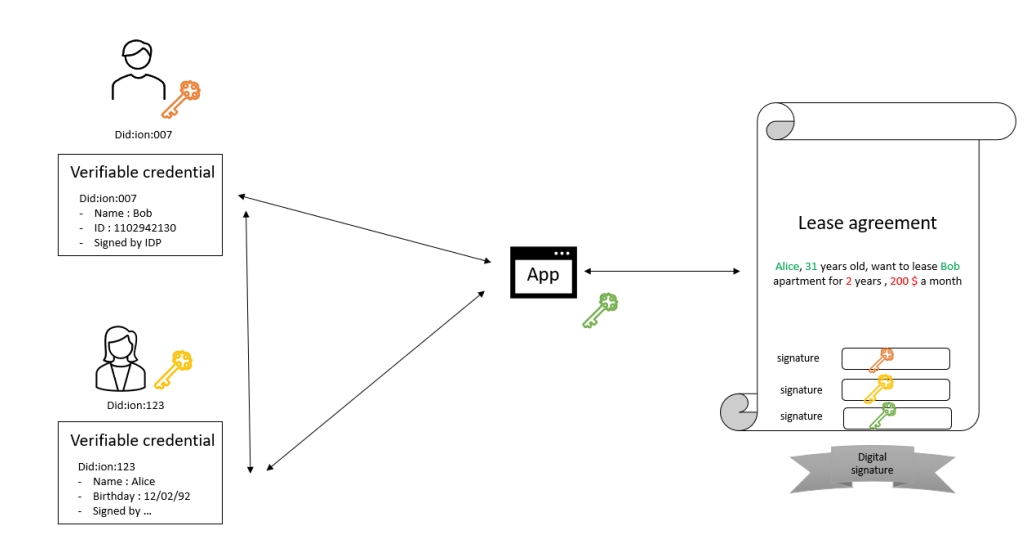 Did:ion:007
Verifiable credential
Did:ion:007
- Name : Bob
- ID : 1102942130
- Signed by IDP
Did:ion:123
Verifiable credential
Did:ion:123
- Name : Alice
- Birthday : 12/02/92
- Signed by ...
App
Lease agreement
Alice, 31 years old, want to lease Bob
apartment for 2 years , 200 $ a month
signature
signature
signature
Digital
signature